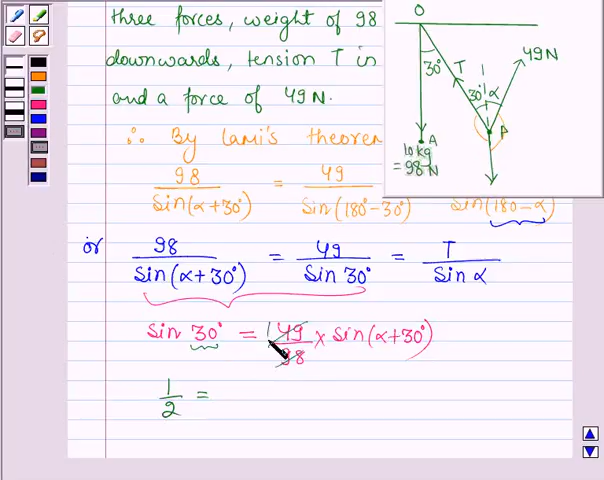 three forces, weight of 98
downwards, tension T in
and a force of 49 N.
∴ By Lami's theorem
98/sin(α+30°) = 49/sin(180°-30°) sin(180-α)
or 98/sin(α+30°) = 49/sin 30° = T/sin α
sin 30° = 49/98 × sin(α+30°)
1/2 =
O
30° T 49N
30° α
A A
10 kg
= 98 N